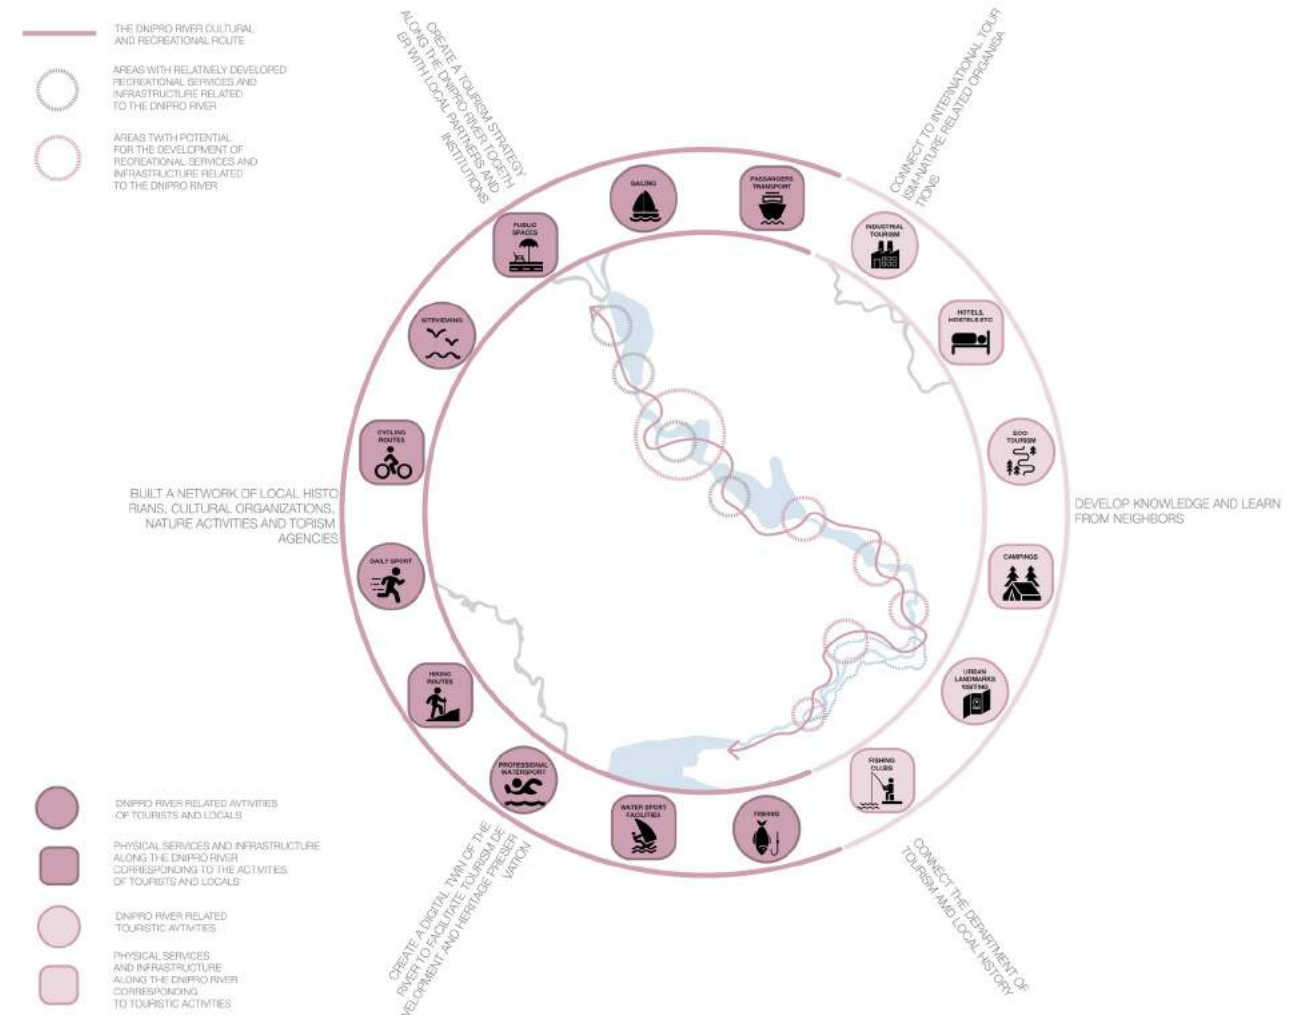 THE DNIPRO RIVER CULTURAL
AND RECREATIONAL ROUTE
AREAS WITH RELATIVELY DEVELOPED
RECREATIONAL SERVICES AND
INFRASTRUCTURE RELATED
TO THE DNIPRO RIVER
AREAS TWITH POTENTIAL
FOR THE DEVELOPMENT OF
RECREATIONAL SERVICES AND
INFRASTRUCTURE RELATED
TO THE DNIPRO RIVER
CREATE A TOURISM STRATEGY
ALONG THE DNIPRO RIVER TOGETH
ER WITH LOCAL PARTNERS AND
INSTITUTIONS
CONNECT TO INTERNATIONAL TOUR
ISM-NATURE RELATED ORGANISA
TIONS
SAILING
PASSANGERS
TRANSPORT
PUBLIC
SPACES
INDUSTRIAL
TOURISM
SITEVIEWING
HOTELS,
HOSTELS ETC
CYCLING
ROUTES
ECO-
TOURISM
BUILT A NETWORK OF LOCAL HISTO
RIANS, CULTURAL ORGANIZATIONS,
NATURE ACTIVITIES AND TORISM
AGENCIES
DEVELOP KNOWLEDGE AND LEARN
FROM NEIGHBORS
DAILY SPORT
CAMPINGS
HIKING
ROUTES
URBAN
LANDMARKS
VISITING
PROFESSIONAL
WATERSPORT
FISHING
CLUBS
WATER SPORT
FACILITIES
FISHING
CREATE A DIGITAL TWIN OF THE
RIVER TO FACILITATE TOURISM DE
VELOPMENT AND HERITAGE PRESER
VATION
CONNECT THE DEPARTMENT OF
TOURISM AMD LOCAL HISTORY
DNIPRO RIVER RELATED AVTIVITIES
OF TOURISTS AND LOCALS
PHYSICAL SERVICES AND INFRASTRUCTURE
ALONG THE DNIPRO RIVER
CORRESPONDING TO THE ACTIVITIES
OF TOURISTS AND LOCALS
DNIPRO RIVER RELATED
TOURISTIC AVTIVITIES
PHYSICAL SERVICES
AND INFRASTRUCTURE
ALONG THE DNIPRO RIVER
CORRESPONDING
TO TOURISTIC ACTIVITIES